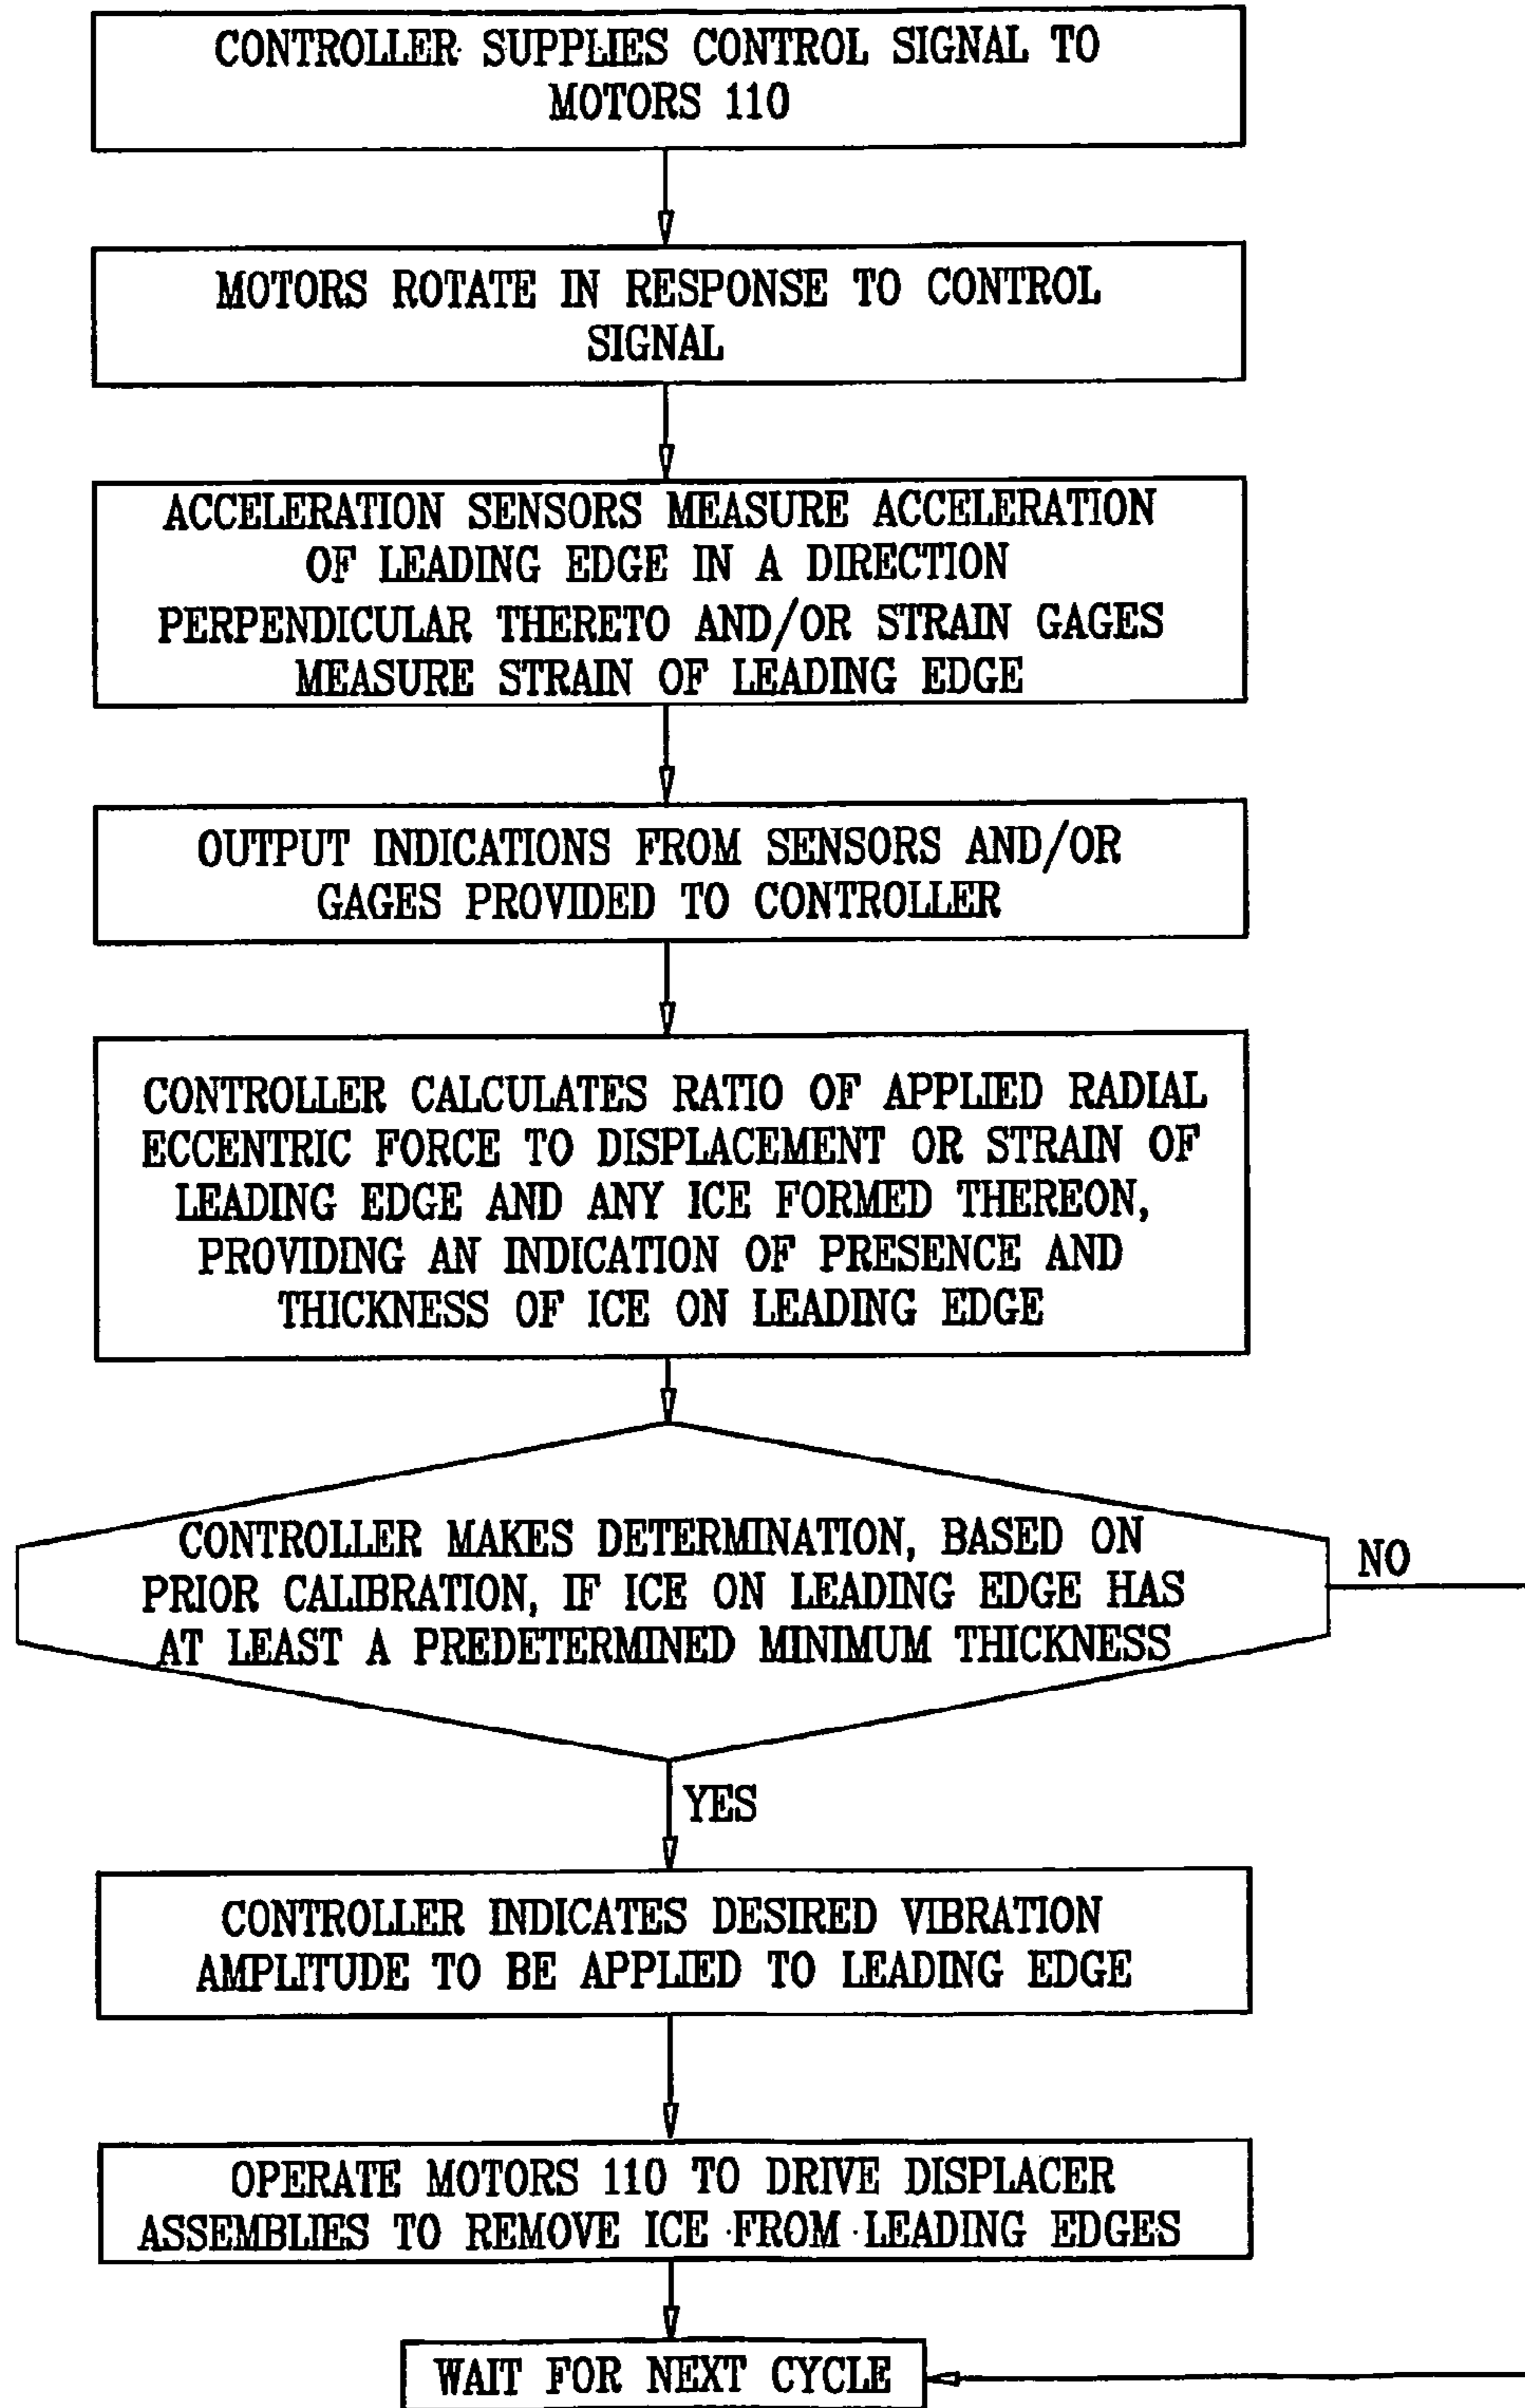 CONTROLLER SUPPLIES CONTROL SIGNAL TO
MOTORS 110
MOTORS ROTATE IN RESPONSE TO CONTROL
SIGNAL
ACCELERATION SENSORS MEASURE ACCELERATION
OF LEADING EDGE IN A DIRECTION
PERPENDICULAR THERETO AND/OR STRAIN GAGES
MEASURE STRAIN OF LEADING EDGE
OUTPUT INDICATIONS FROM SENSORS AND/OR
GAGES PROVIDED TO CONTROLLER
CONTROLLER CALCULATES RATIO OF APPLIED RADIAL
ECCENTRIC FORCE TO DISPLACEMENT OR STRAIN OF
LEADING EDGE AND ANY ICE FORMED THEREON,
PROVIDING AN INDICATION OF PRESENCE AND
THICKNESS OF ICE ON LEADING EDGE
CONTROLLER MAKES DETERMINATION, BASED ON
PRIOR CALIBRATION, IF ICE ON LEADING EDGE HAS
AT LEAST A PREDETERMINED MINIMUM THICKNESS
NO
YES
CONTROLLER INDICATES DESIRED VIBRATION
AMPLITUDE TO BE APPLIED TO LEADING EDGE
OPERATE MOTORS 110 TO DRIVE DISPLACER
ASSEMBLIES TO REMOVE ICE FROM LEADING EDGES
WAIT FOR NEXT CYCLE